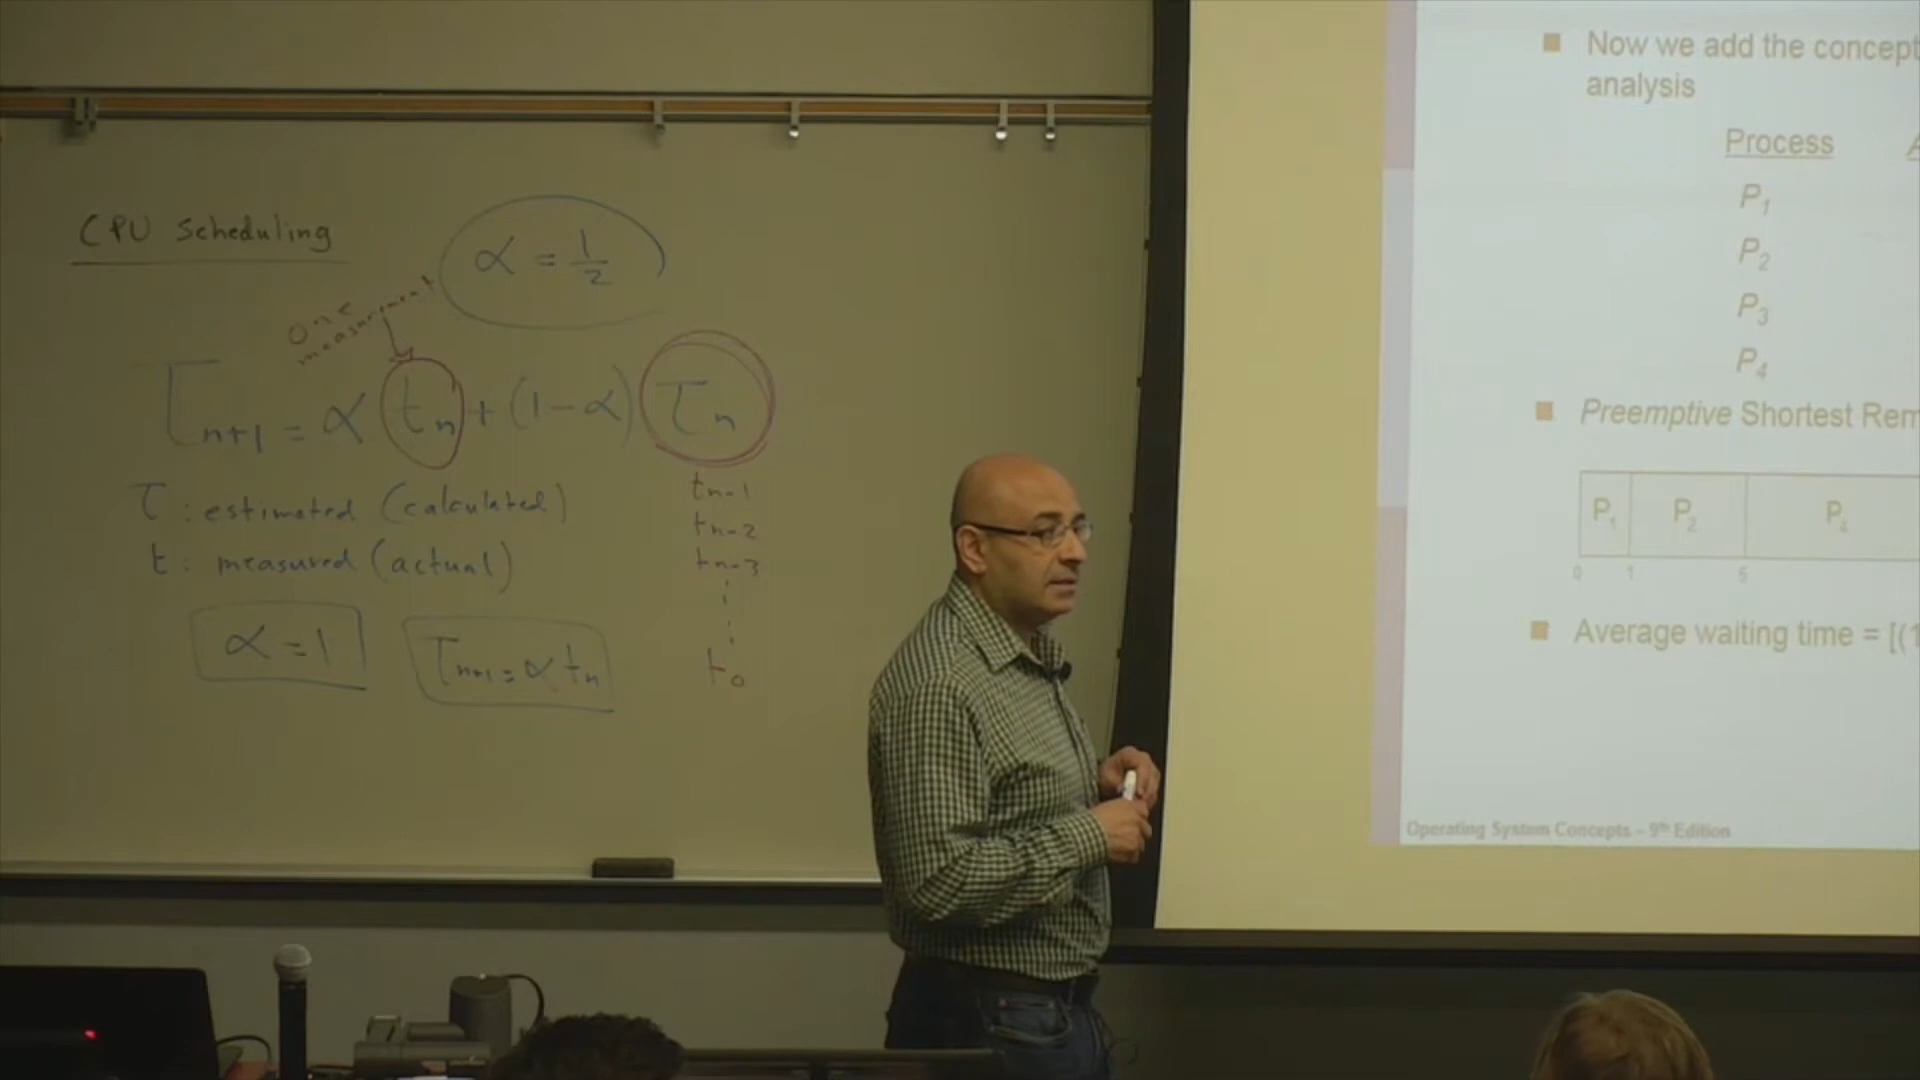 CPU Scheduling
α = 1/2
one
measurement
τn+1 = α tn + (1-α) τn
τ : estimated (calculated)
t : measured (actual)
tn-1
tn-2
tn-3
t0
α = 1
τn+1 = α tn
Now we add the concept
analysis
Process
P1
P2
P3
P4
Preemptive Shortest Rem
P1 P2 P4
0 1 5
Average waiting time = [(1
Operating System Concepts – 9th Edition